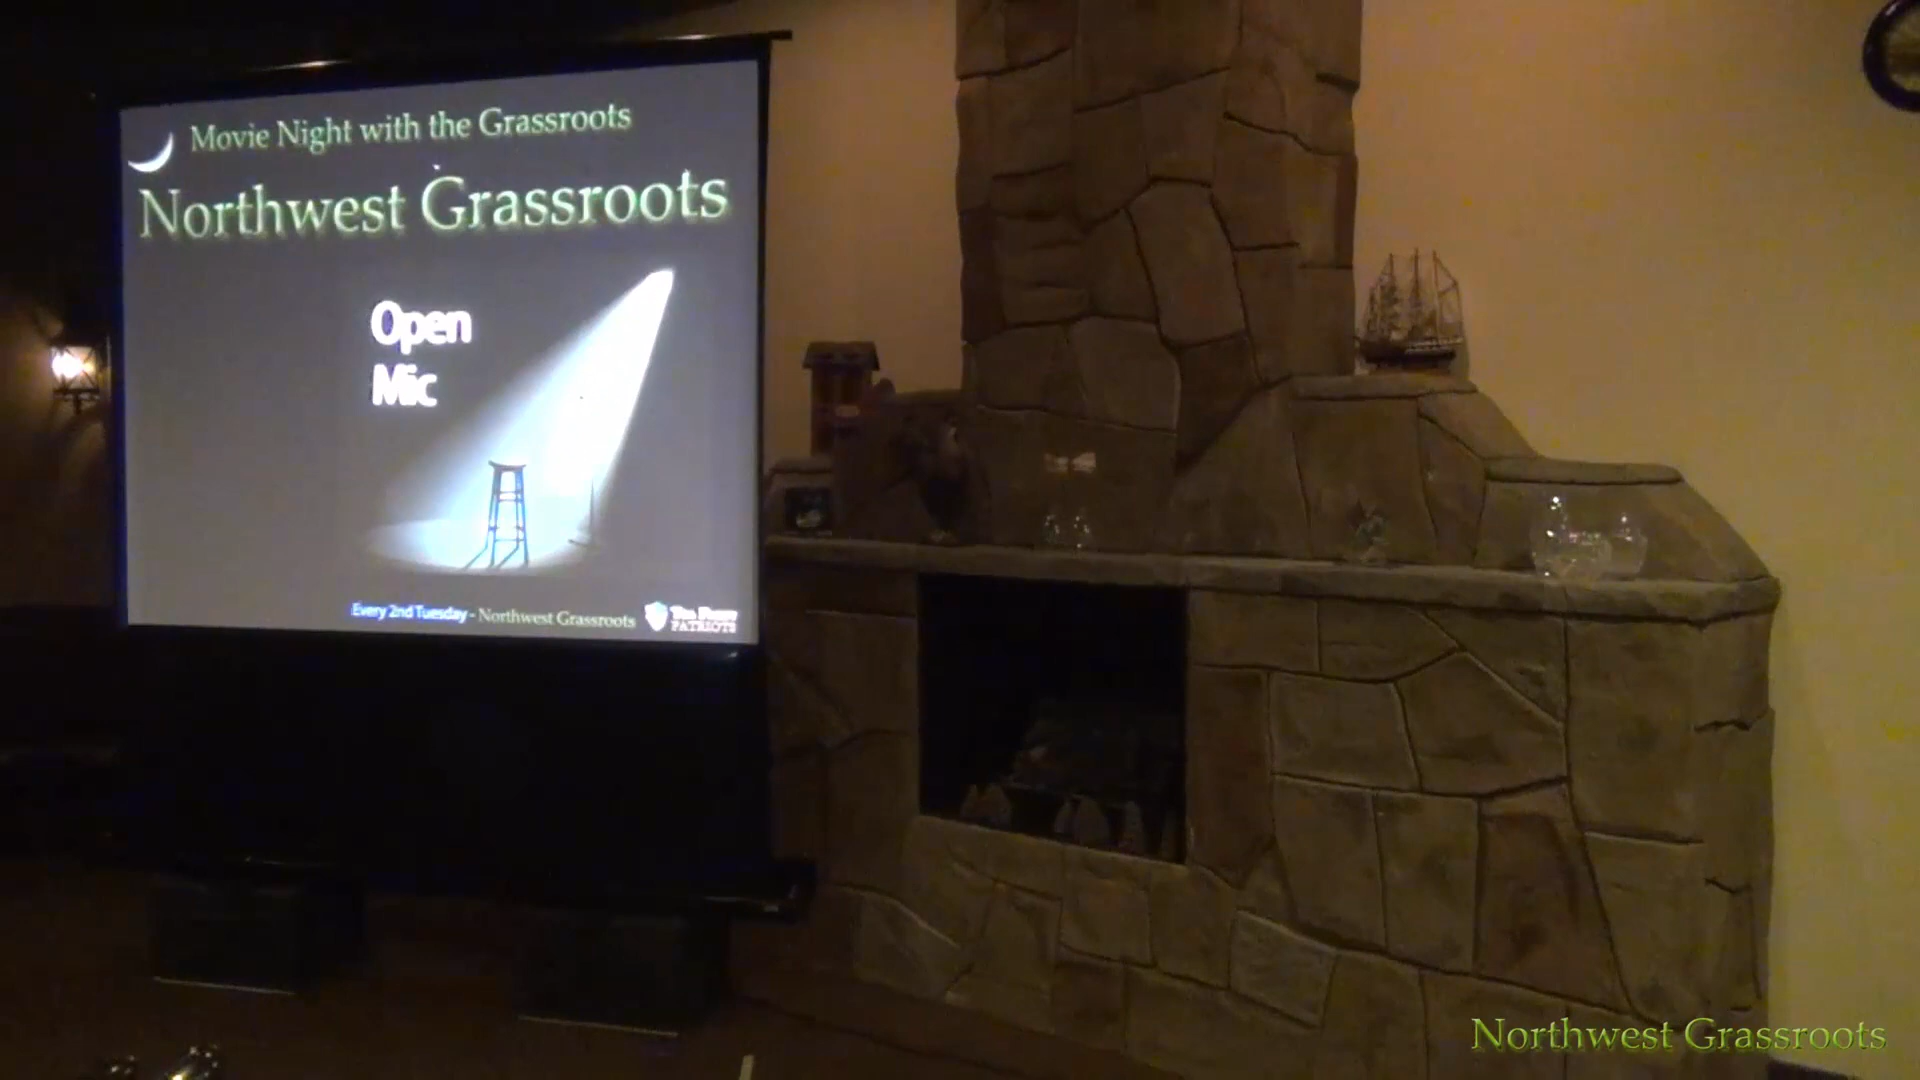 Movie Night with the Grassroots
Northwest Grassroots
Open
Mic
Every 2nd Tuesday - Northwest Grassroots
PATRIOTS
Northwest Grassroots